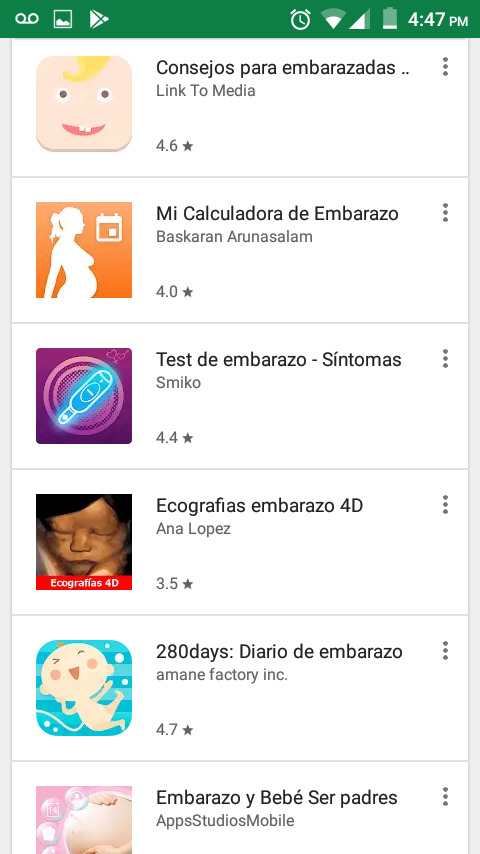 4:47 PM
Consejos para embarazadas ..
Link To Media
4.6 ★
Mi Calculadora de Embarazo
Baskaran Arunasalam
4.0 ★
Test de embarazo - Síntomas
Smiko
4.4 ★
Ecografias embarazo 4D
Ana Lopez
Ecografías 4D
3.5 ★
280days: Diario de embarazo
amane factory inc.
4.7 ★
Embarazo y Bebé Ser padres
AppsStudiosMobile
14